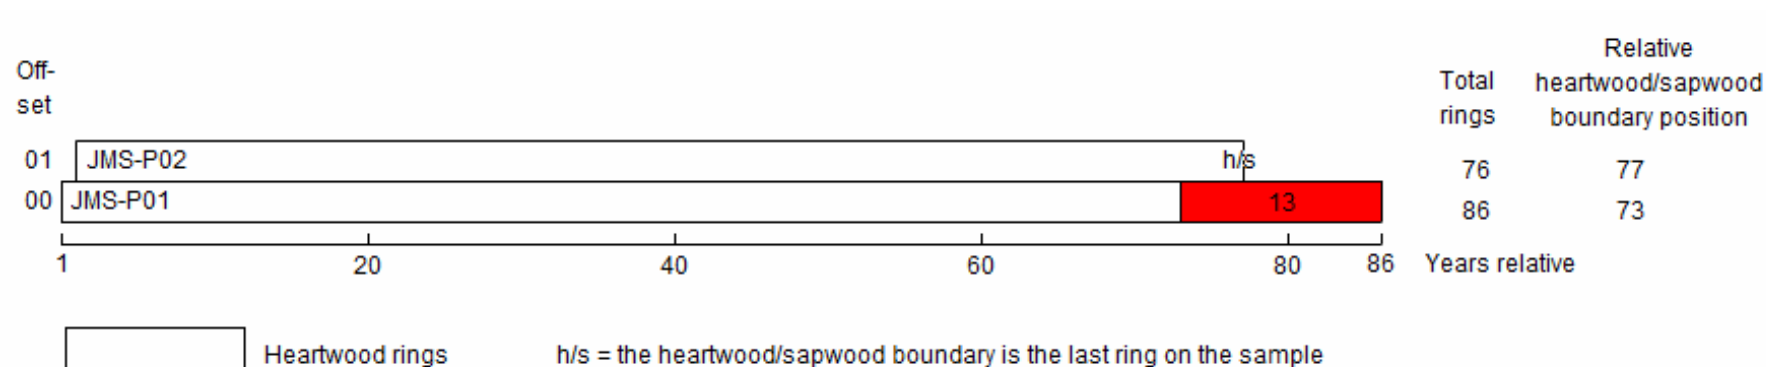 Off-
set
Total
rings
Relative
heartwood/sapwood
boundary position
01 JMS-P02 h/s 76 77
00 JMS-P01 13 86 73
1 20 40 60 80 86 Years relative
Heartwood rings h/s = the heartwood/sapwood boundary is the last ring on the sample